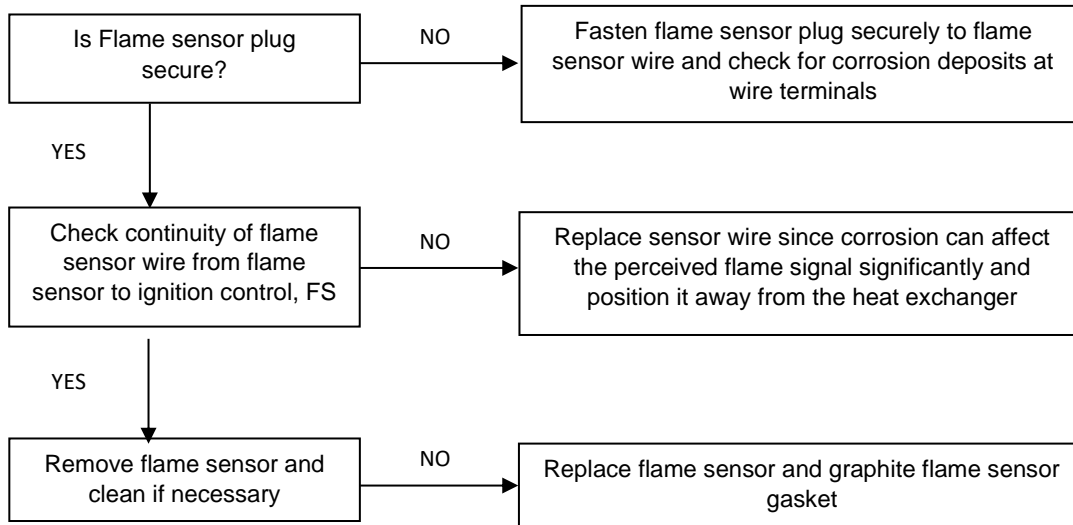 Is Flame sensor plug
secure?
NO
Fasten flame sensor plug securely to flame
sensor wire and check for corrosion deposits at
wire terminals
YES
Check continuity of flame
sensor wire from flame
sensor to ignition control, FS
NO
Replace sensor wire since corrosion can affect
the perceived flame signal significantly and
position it away from the heat exchanger
YES
Remove flame sensor and
clean if necessary
NO
Replace flame sensor and graphite flame sensor
gasket